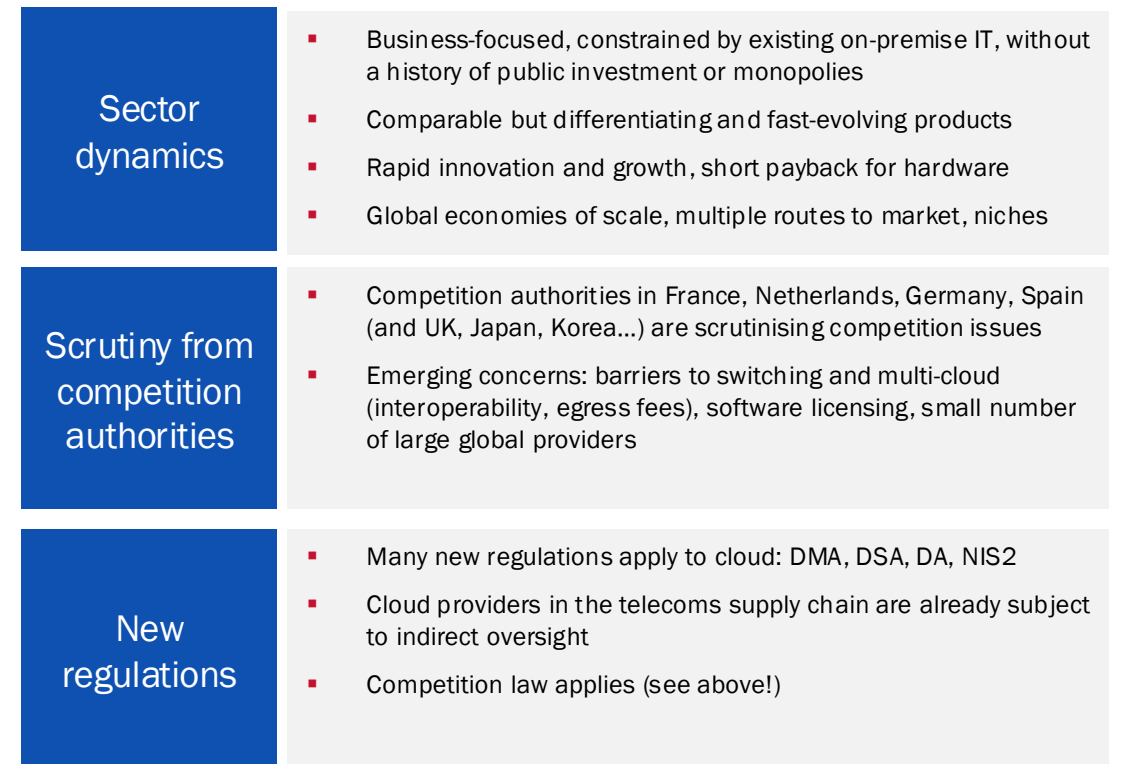 Sector
dynamics
Business-focused, constrained by existing on-premise IT, without
a history of public investment or monopolies
Comparable but differentiating and fast-evolving products
Rapid innovation and growth, short payback for hardware
Global economies of scale, multiple routes to market, niches
Scrutiny from
competition
authorities
Competition authorities in France, Netherlands, Germany, Spain
(and UK, Japan, Korea...) are scrutinising competition issues
Emerging concerns: barriers to switching and multi-cloud
(interoperability, egress fees), software licensing, small number
of large global providers
New
regulations
Many new regulations apply to cloud: DMA, DSA, DA, NIS2
Cloud providers in the telecoms supply chain are already subject
to indirect oversight
Competition law applies (see above!)